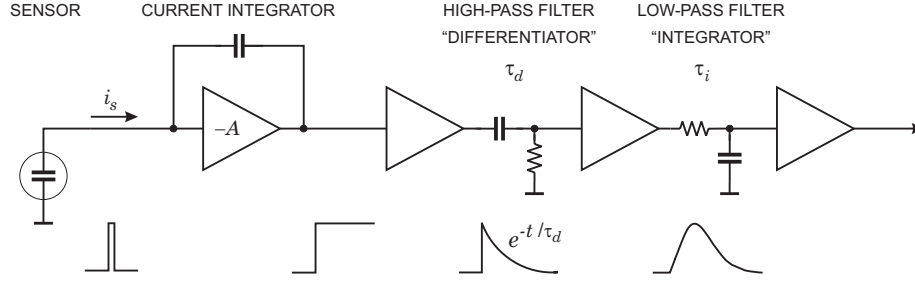 SENSOR
CURRENT INTEGRATOR
HIGH-PASS FILTER
“DIFFERENTIATOR”
τd
LOW-PASS FILTER
“INTEGRATOR”
τi
is
–A
e-t /τd